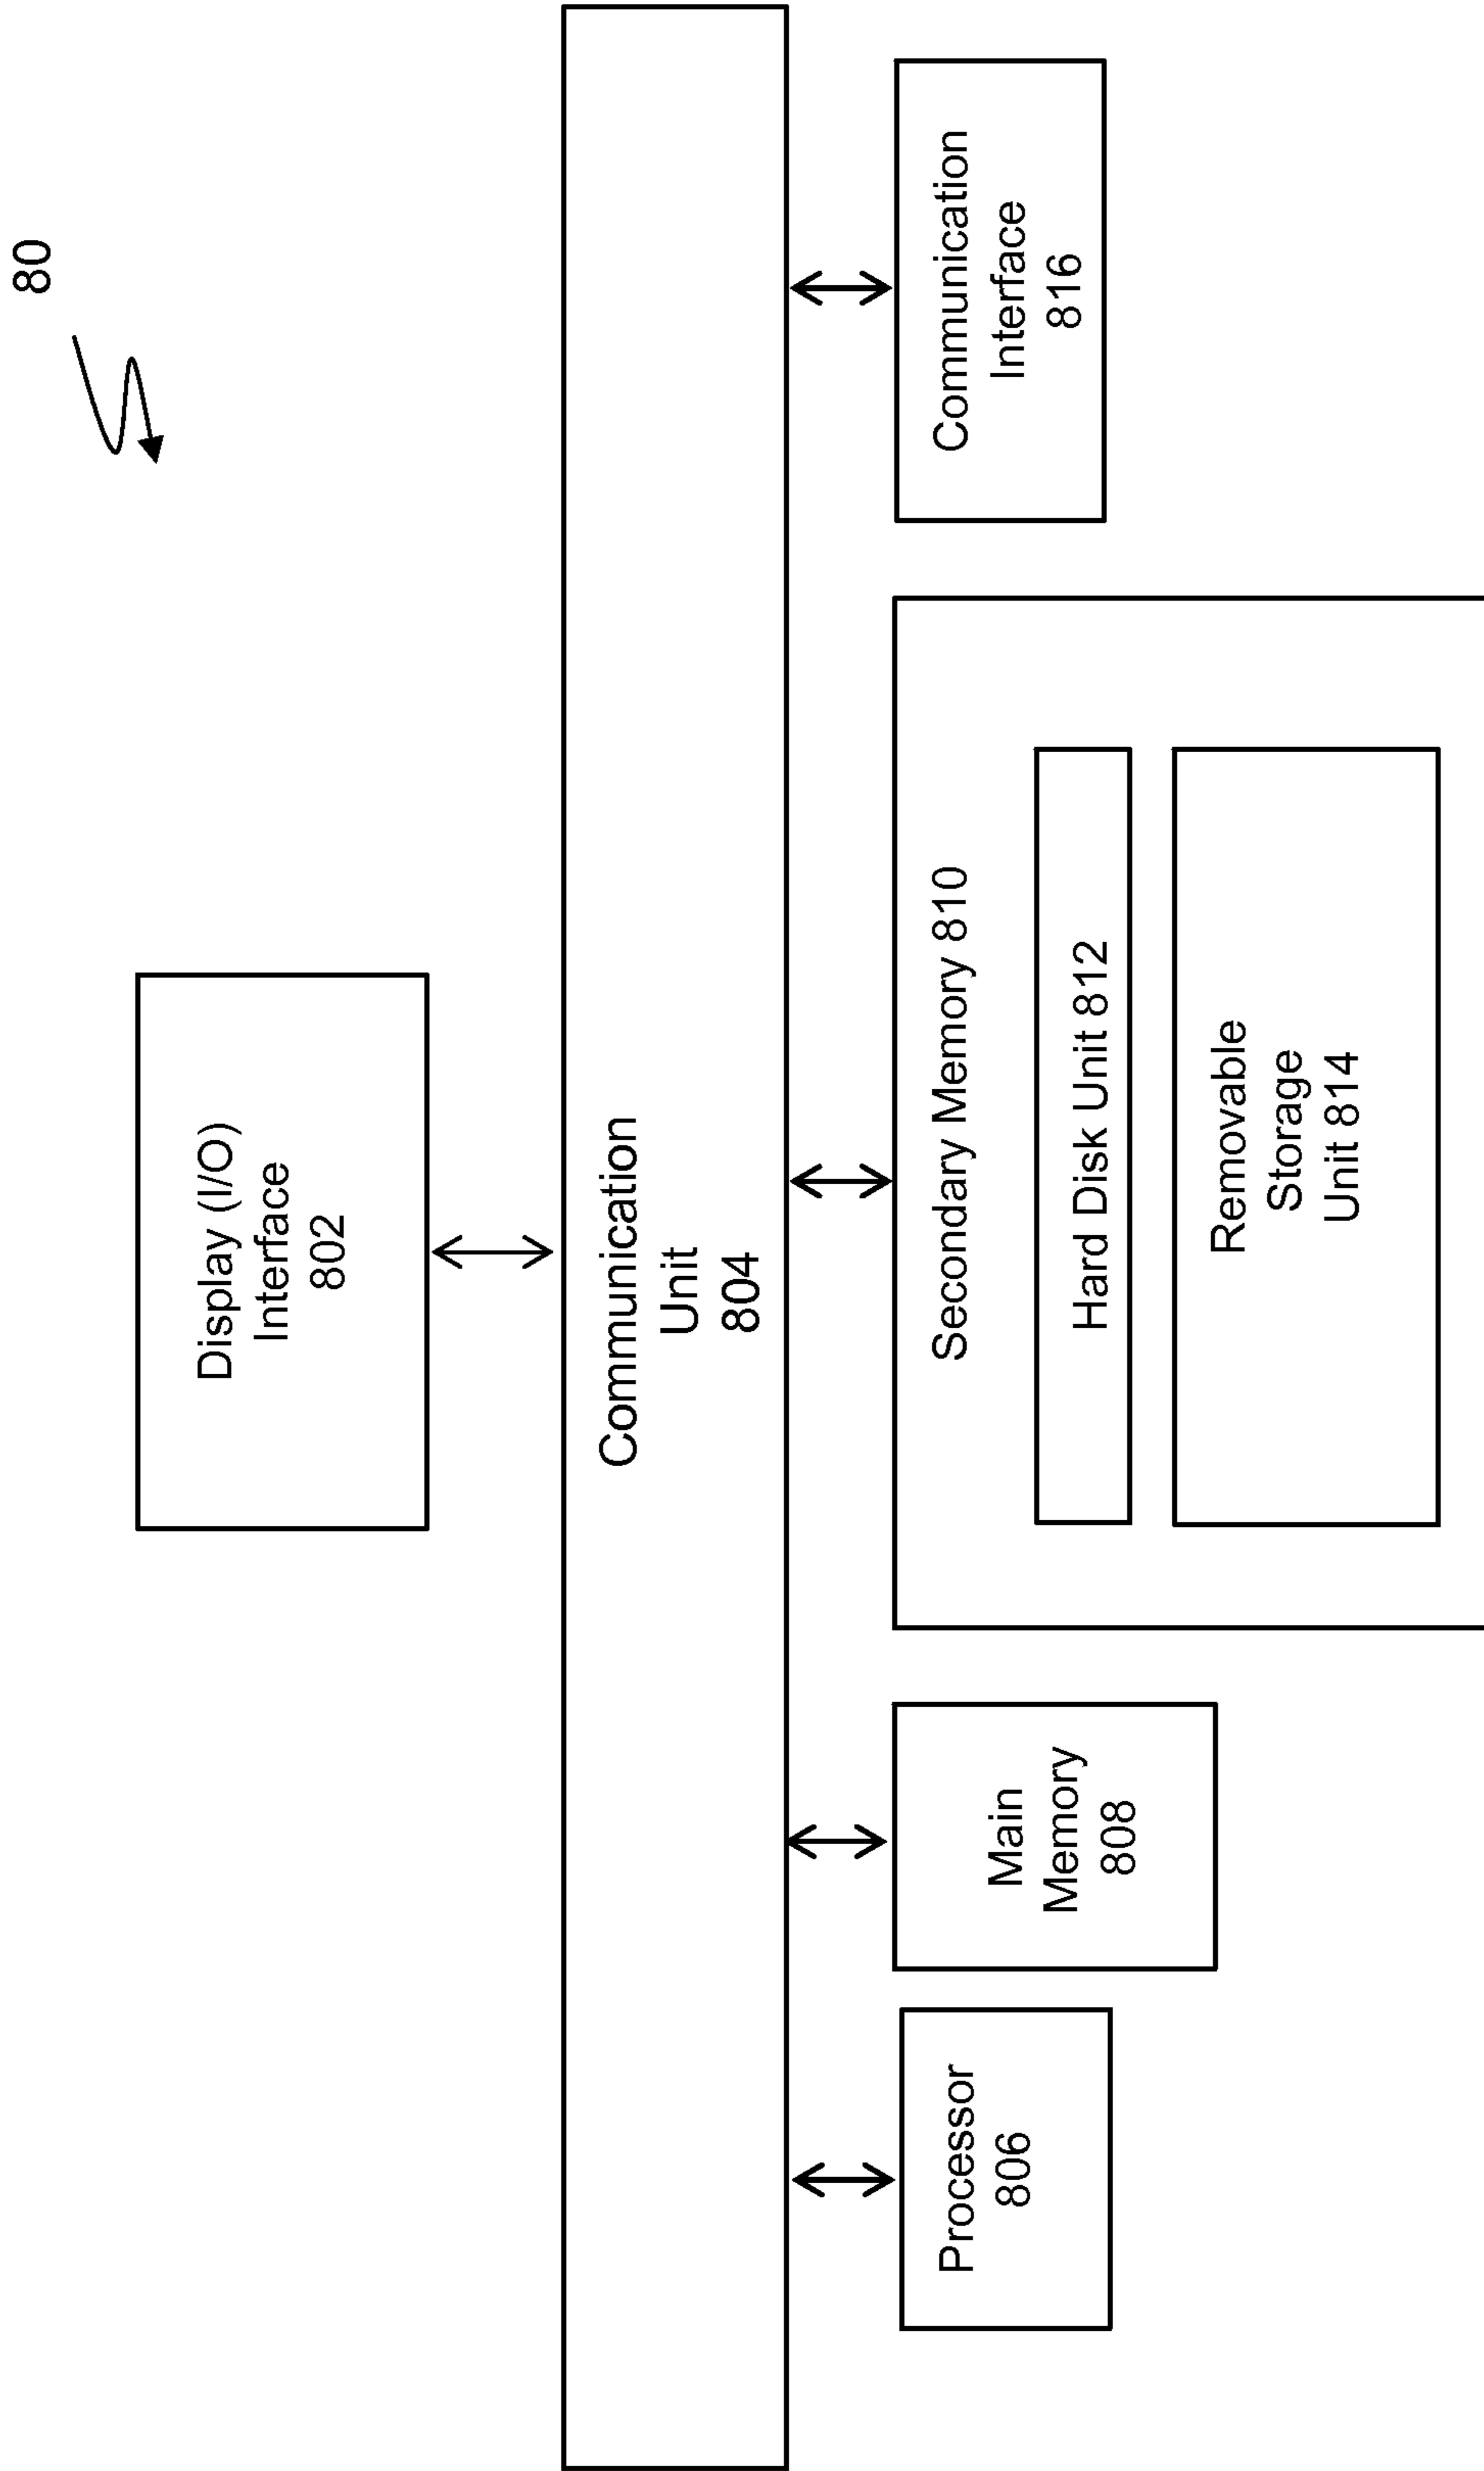 80
Display (I/O)
Interface
802
Communication
Unit
804
Processor
806
Main
Memory
808
Secondary Memory 810
Hard Disk Unit 812
Removable
Storage
Unit 814
Communication
Interface
816